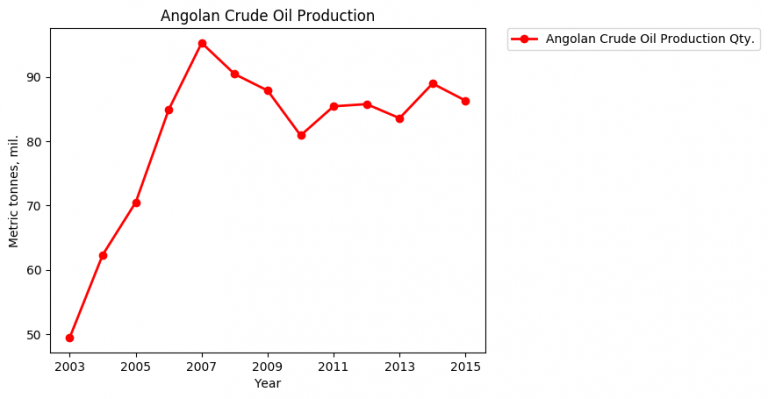 Angolan Crude Oil Production
Angolan Crude Oil Production Qty.
Metric tonnes, mil.
90
80
70
60
50
2003 2005 2007 2009 2011 2013 2015
Year